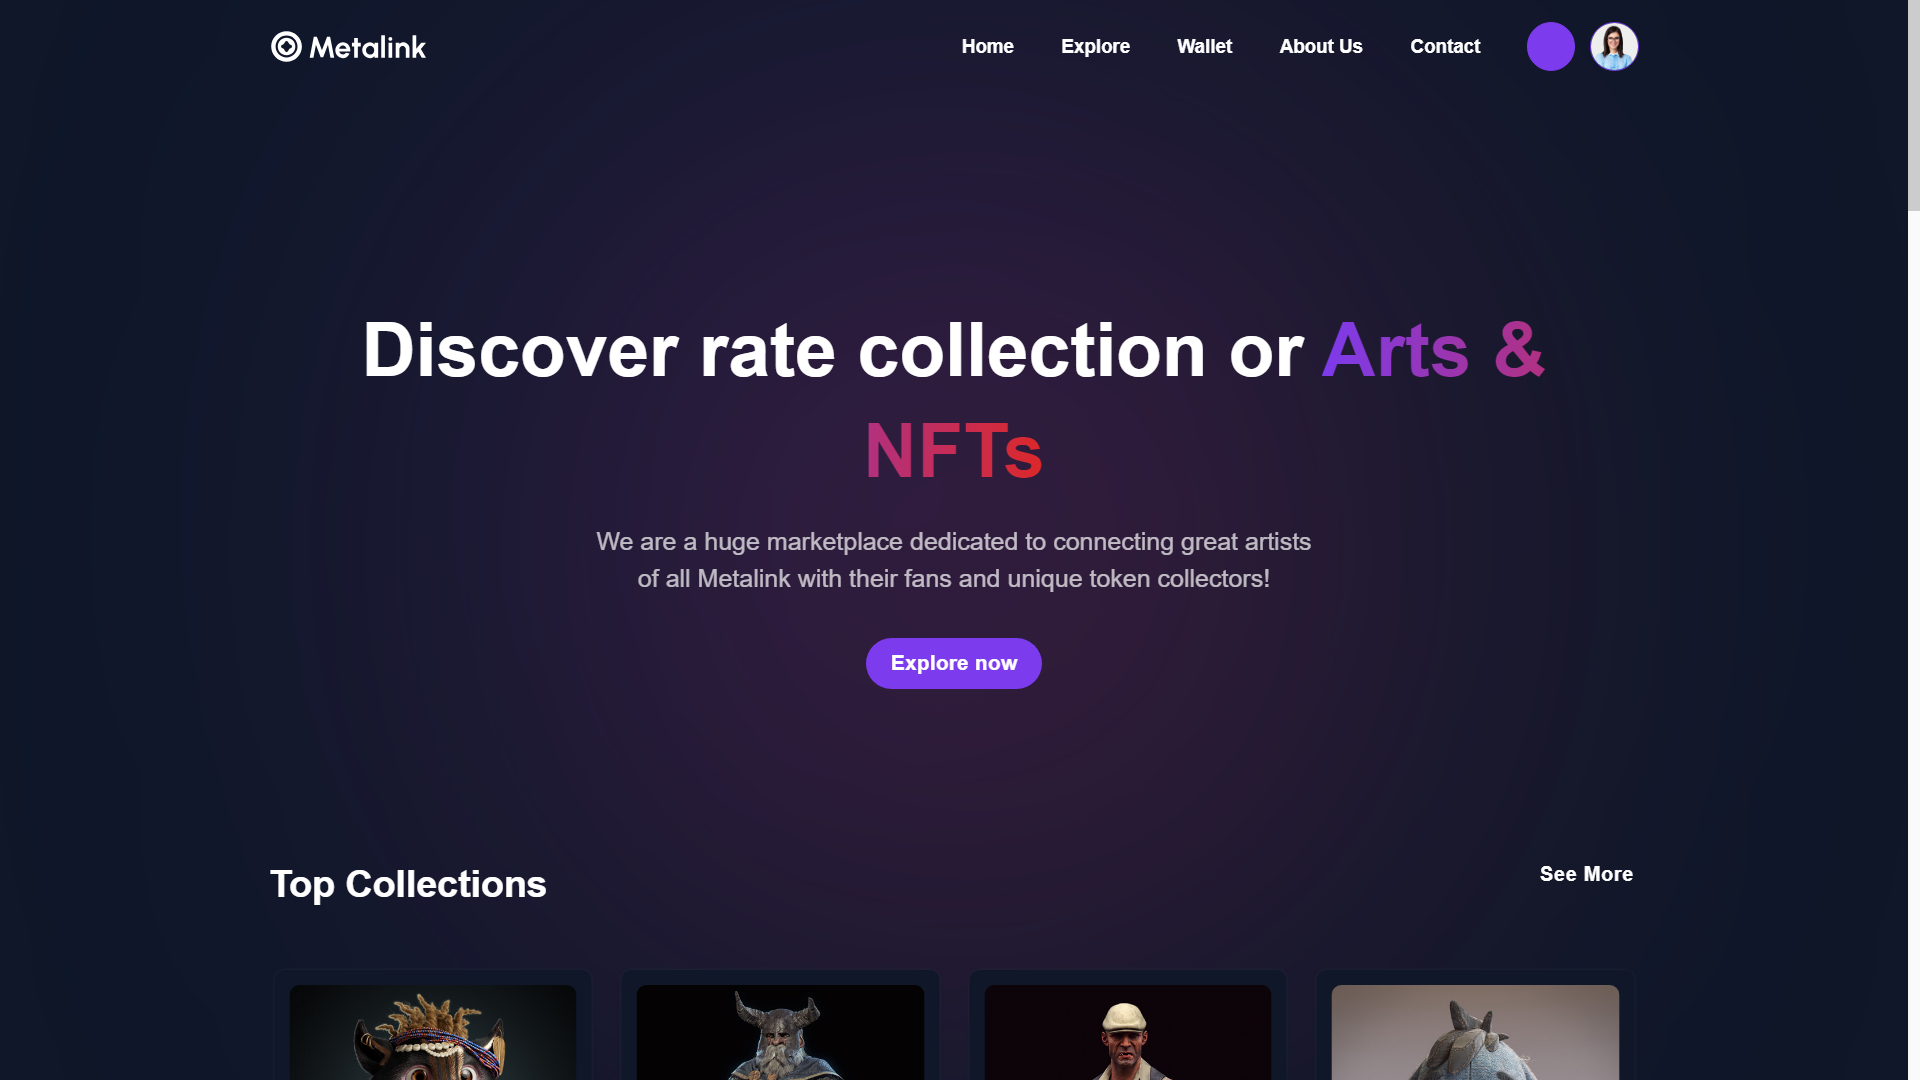 Metalink
Home
Explore
Wallet
About Us
Contact
Discover rate collection or Arts &
NFTs
We are a huge marketplace dedicated to connecting great artists
of all Metalink with their fans and unique token collectors!
Explore now
Top Collections
See More